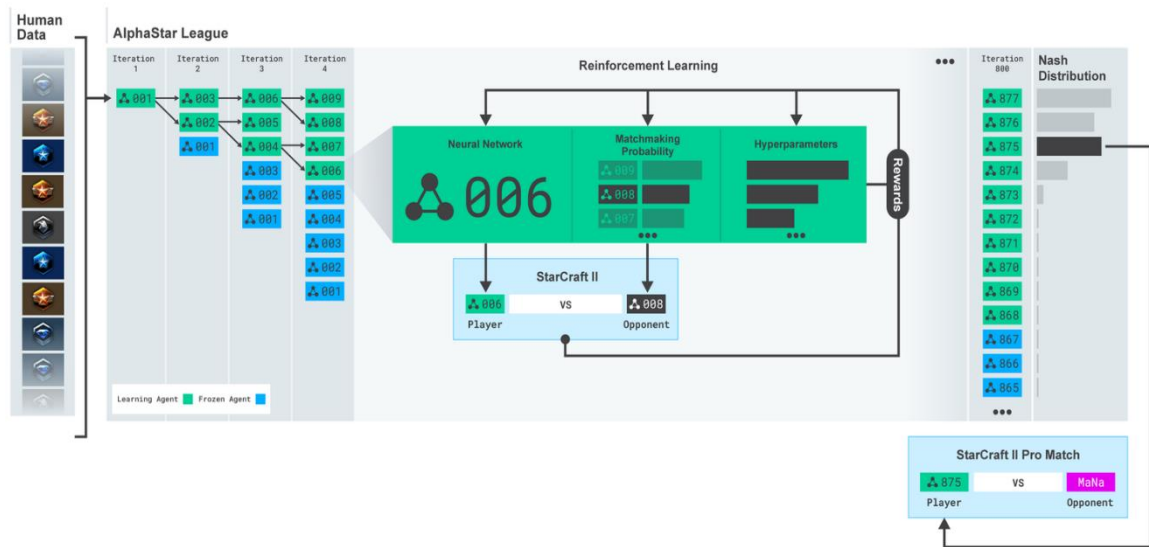 Human
Data
AlphaStar League
Iteration
1
Iteration
2
Iteration
3
Iteration
4
Reinforcement Learning
•••
Iteration
800
Nash
Distribution
001
003
006
009
002
005
008
001
004
007
003
006
002
005
001
004
003
002
001
Neural Network
006
Matchmaking
Probability
009
008
007
•••
Hyperparameters
•••
Rewards
StarCraft II
006
VS
008
Player
Opponent
877
876
875
874
873
872
871
870
869
868
867
866
865
•••
Learning Agent
Frozen Agent
StarCraft II Pro Match
875
VS
MaNa
Player
Opponent